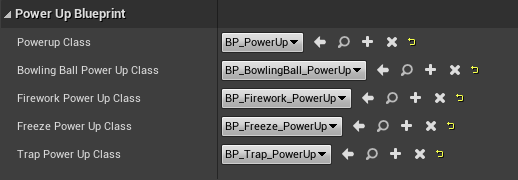 Power Up Blueprint
Powerup Class BP_PowerUp
Bowling Ball Power Up Class BP_BowlingBall_PowerUp
Firework Power Up Class BP_Firework_PowerUp
Freeze Power Up Class BP_Freeze_PowerUp
Trap Power Up Class BP_Trap_PowerUp